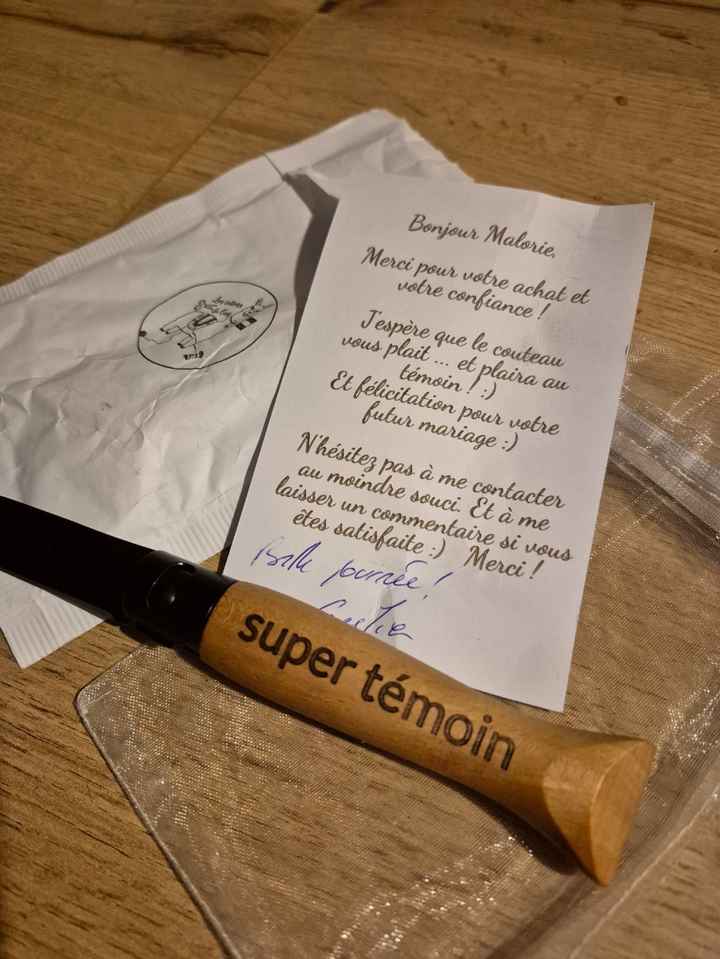 Bonjour Malorie,
Merci pour votre achat et
votre confiance !
J'espère que le couteau
vous plait ... et plaira au
témoin ! :)
Et félicitation pour votre
futur mariage :)
N'hésitez pas à me contacter
au moindre souci. Et à me
laisser un commentaire si vous
êtes satisfaite :) Merci !
Belle journée !
super témoin